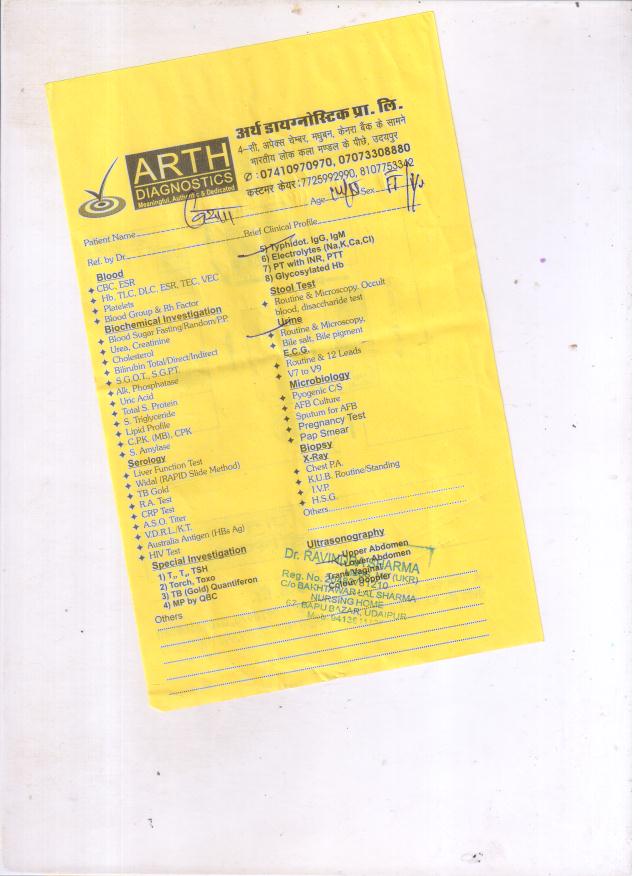 अर्थ डायग्नोस्टिक प्रा. लि.
4-सी, अपेक्स चेम्बर, मधुबन, केनरा बैंक के सामने
भारतीय लोक कला मण्डल के पीछे, उदयपुर
✆ : 07410970970, 07073308880
कस्टमर केयर:7725992990, 8107753342
ARTH
DIAGNOSTICS
Meaningful, Authentic & Dedicated
Patient Name
Age
Sex
Ref. by Dr.
Brief Clinical Profile
Blood
CBC, ESR
Hb, TLC, DLC, ESR, TEC, VEC
Platelets
Blood Group & Rh Factor
Biochemical Investigation
Blood Sugar Fasting/Random/P.P.
Urea, Creatinine
Cholesterol
Bilirubin Total/Direct/Indirect
S.G.O.T., S.G.P.T.
Alk. Phosphatase
Uric Acid
Total S. Protein
S. Triglyceride
Lipid Profile
C.P.K. (MB), CPK
S. Amylase
Serology
Liver Function Test
Widal (RAPID Slide Method)
TB Gold
R.A. Test
CRP Test
A.S.O. Titer
V.D.R.L./K.T.
Australia Antigen (HBs Ag)
HIV Test
Special Investigation
1) T₃, T₄, TSH
2) Torch, Toxo
3) TB (Gold) Quantiferon
4) MP by QBC
Others
5) Typhidot. IgG, IgM
6) Electrolytes (Na,K,Ca,Cl)
7) PT with INR, PTT
8) Glycosylated Hb
Stool Test
Routine & Microscopy, Occult
blood, disaccharide test
Urine
Routine & Microscopy,
Bile salt, Bile pigment
E.C.G.
Routine & 12 Leads
V7 to V9
Microbiology
Pyogenic C/S
AFB Culture
Sputum for AFB
Pregnancy Test
Pap Smear
Biopsy
X-Ray
Chest P.A.
K.U.B. Routine/Standing
I.V.P.
H.S.G.
Others
Ultrasonography
Upper Abdomen
Lower Abdomen
Trans Vaginal
Colour Doppler
Dr. RAVINDRA SHARMA
Reg. No.
(UKR)
C/o BAKHTAWAR LAL SHARMA
NURSING HOME
BAPU BAZAR, UDAIPUR